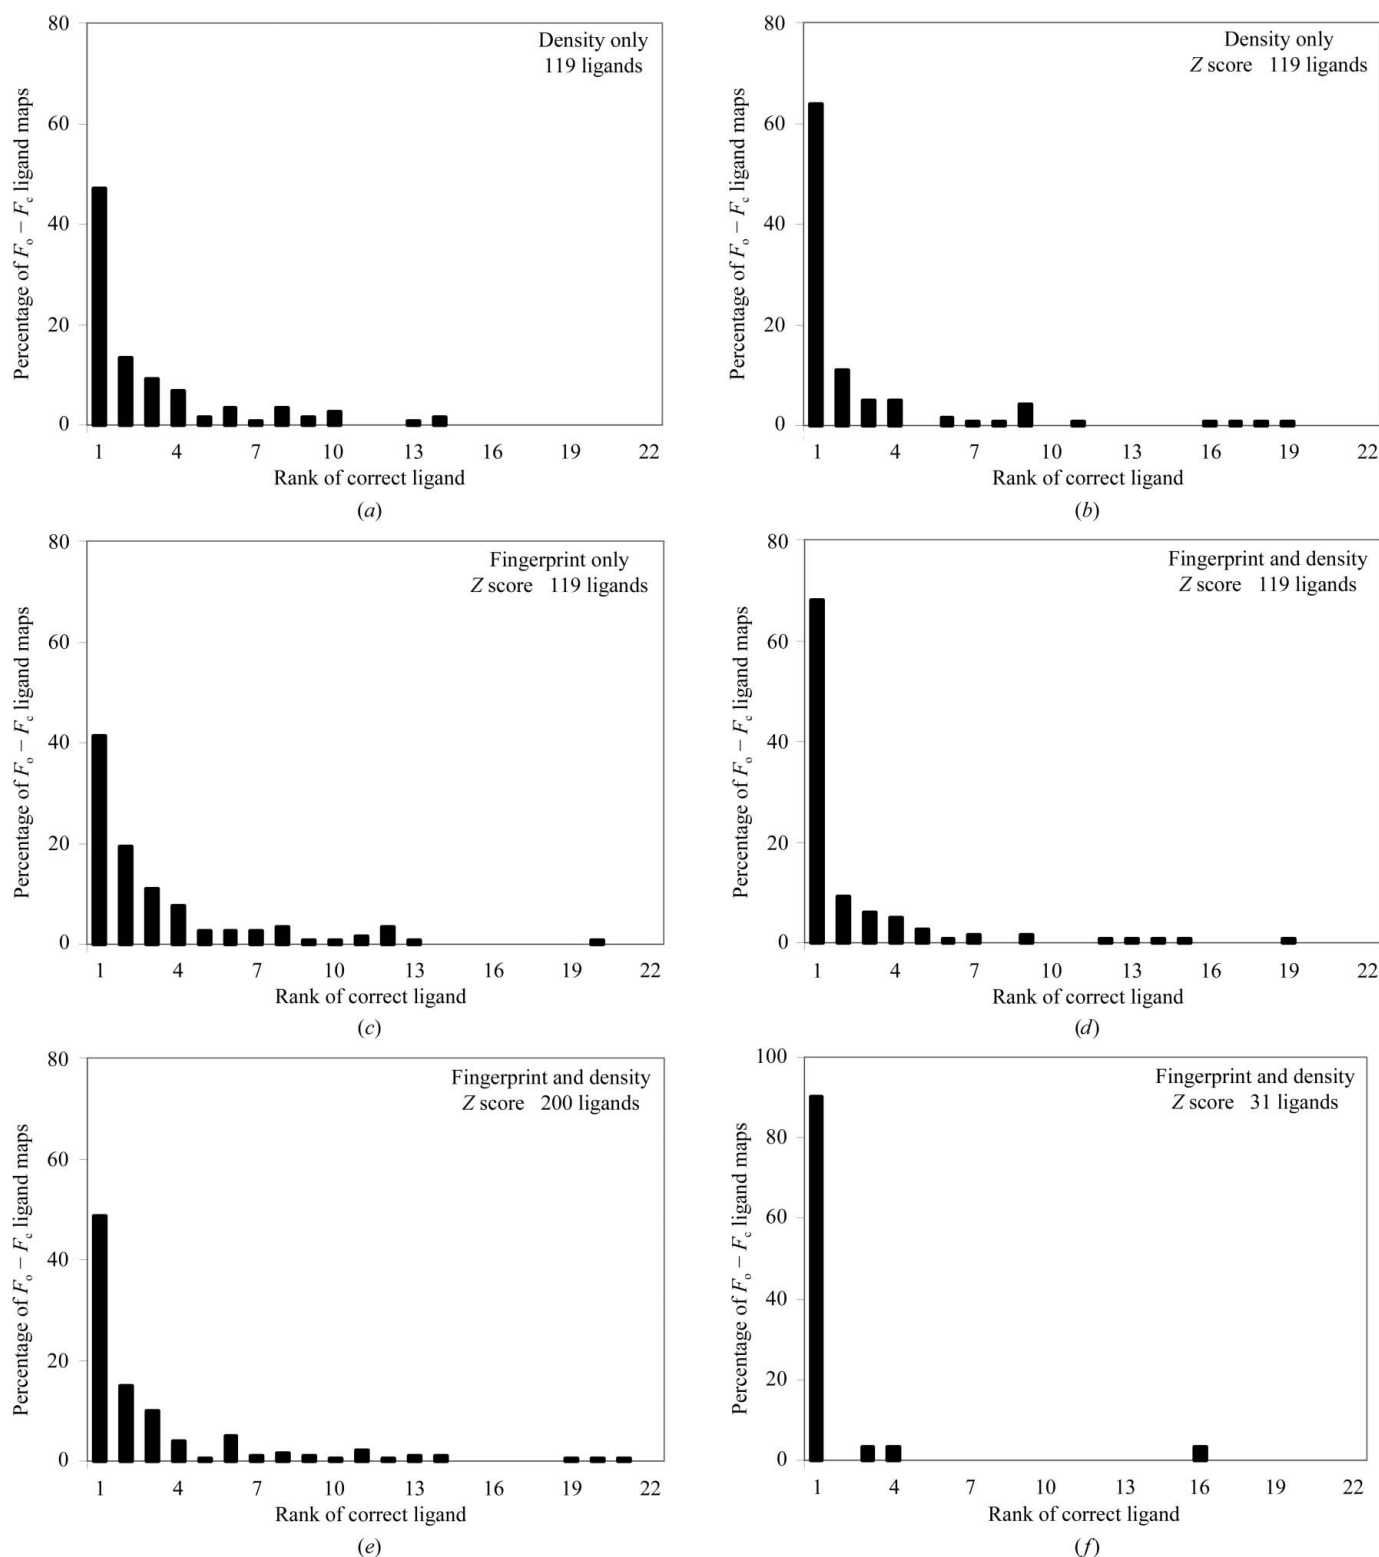 80
60
40
20
0
Percentage of Fo − Fc ligand maps
Density only
119 ligands
1 4 7 10 13 16 19 22
Rank of correct ligand
(a)
80
60
40
20
0
Percentage of Fo − Fc ligand maps
Density only
Z score 119 ligands
1 4 7 10 13 16 19 22
Rank of correct ligand
(b)
80
60
40
20
0
Percentage of Fo − Fc ligand maps
Fingerprint only
Z score 119 ligands
1 4 7 10 13 16 19 22
Rank of correct ligand
(c)
80
60
40
20
0
Percentage of Fo − Fc ligand maps
Fingerprint and density
Z score 119 ligands
1 4 7 10 13 16 19 22
Rank of correct ligand
(d)
80
60
40
20
0
Percentage of Fo − Fc ligand maps
Fingerprint and density
Z score 200 ligands
1 4 7 10 13 16 19 22
Rank of correct ligand
(e)
100
80
60
40
20
0
Percentage of Fo − Fc ligand maps
Fingerprint and density
Z score 31 ligands
1 4 7 10 13 16 19 22
Rank of correct ligand
(f)